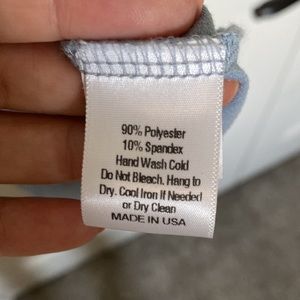 90% Polyester
10% Spandex
Hand Wash Cold
Do Not Bleach. Hang to
Dry. Cool Iron If Needed
or Dry Clean
MADE IN USA